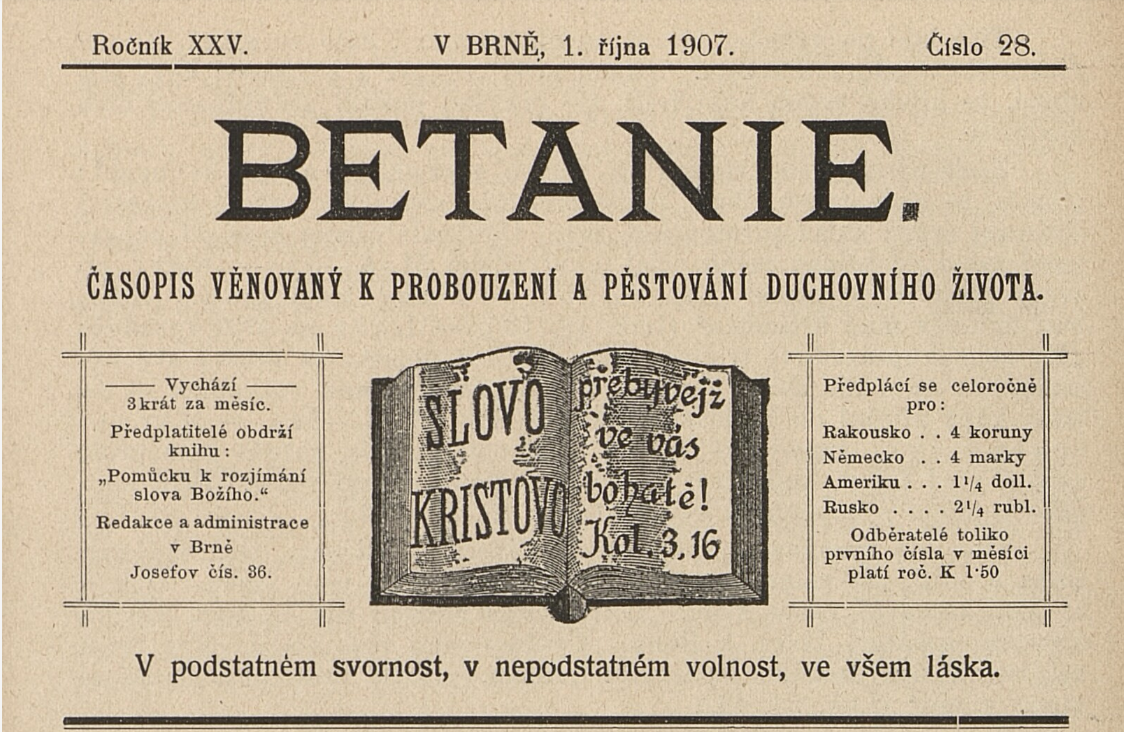 Ročník XXV. V BRNĚ, 1. října 1907. Číslo 28.
BETANIE.
ČASOPIS VĚNOVANÝ K PROBOUZENÍ A PĚSTOVÁNÍ DUCHOVNÍHO ŽIVOTA.
Vychází
3krát za měsíc.
Předplatitelé obdrží
knihu:
„Pomůcku k rozjímání
slova Božího.“
Redakce a administrace
v Brně
Josefov čís. 36.
SLOVO
KRISTOVO
přebývejž
ve vás
bohatě!
Kol. 3, 16
Předplácí se celoročně
pro:
Rakousko . . 4 koruny
Německo . . 4 marky
Ameriku . . . 1¹/₄ doll.
Rusko . . . . 2¹/₄ rubl.
Odběratelé toliko
prvního čísla v měsíci
platí roč. K 1·50
V podstatném svornost, v nepodstatném volnost, ve všem láska.